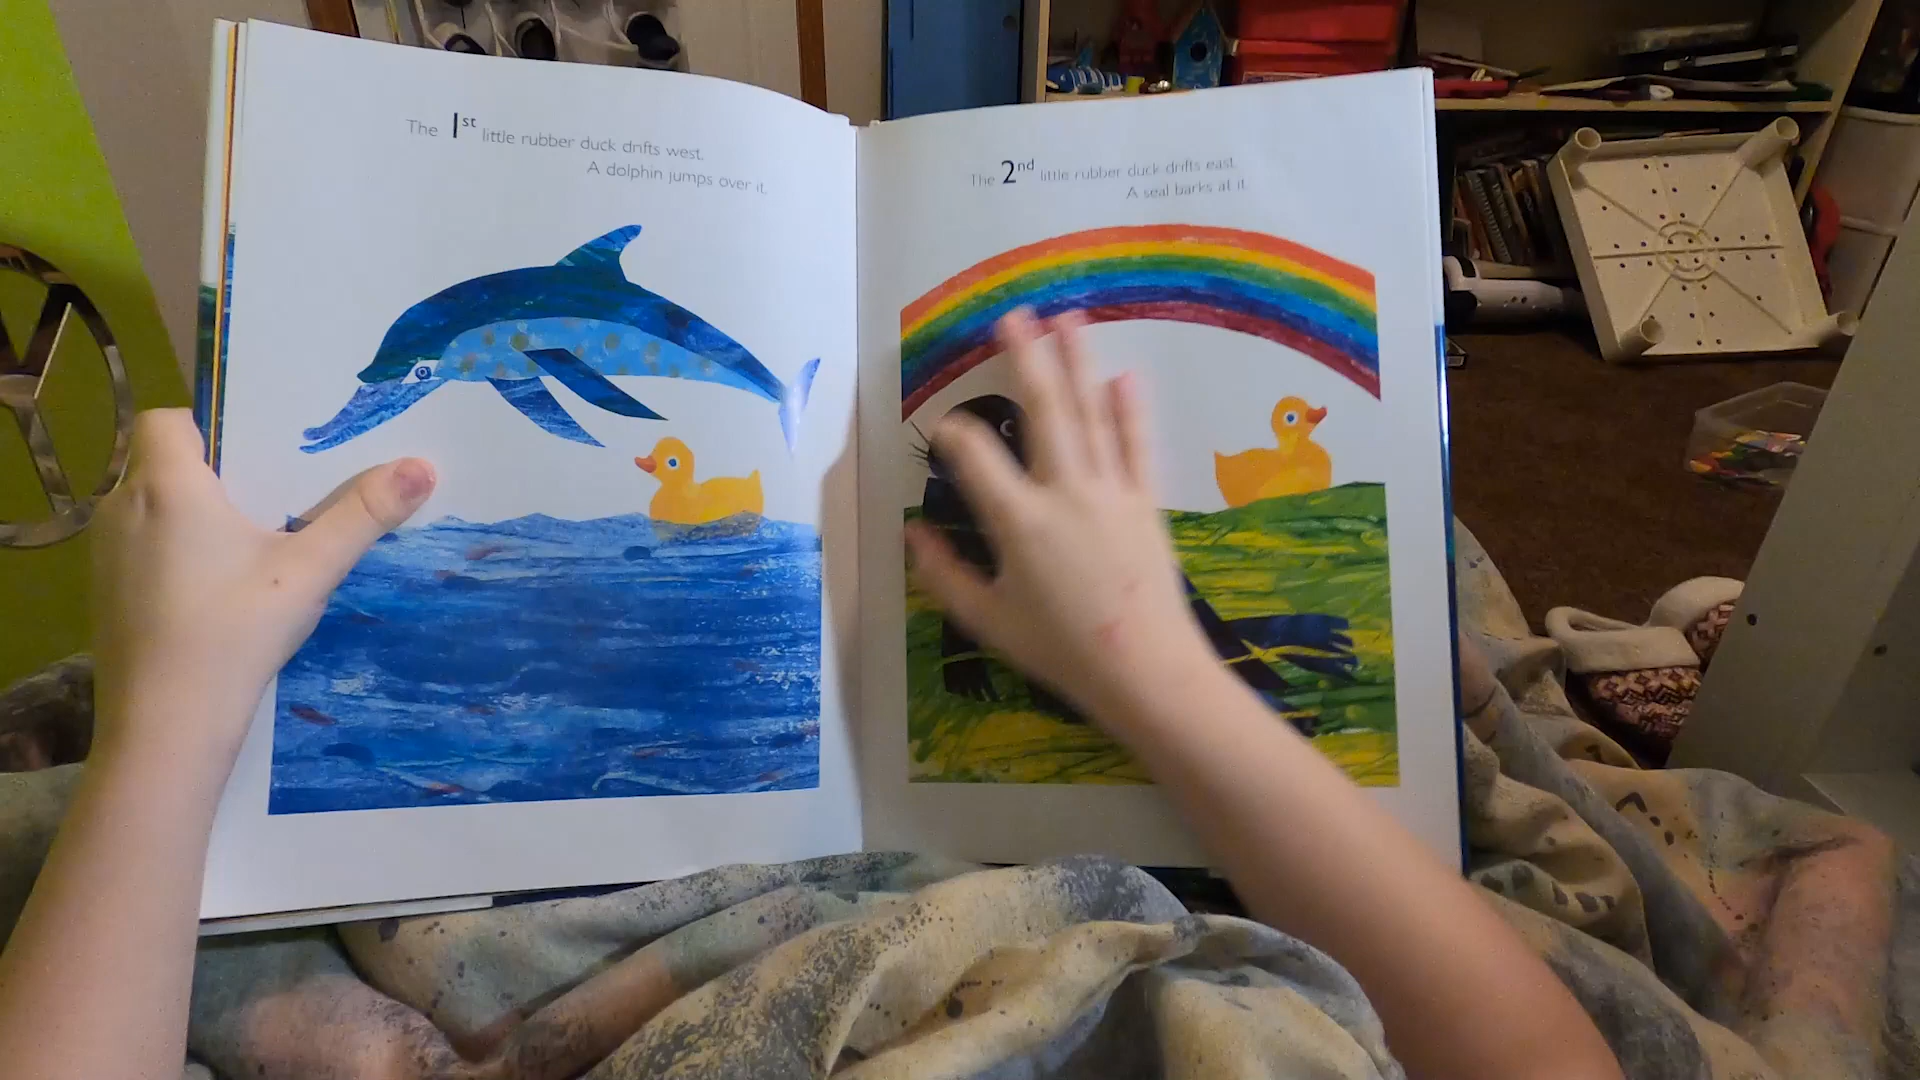 The 1st little rubber duck drifts west.
A dolphin jumps over it.
The 2nd little rubber duck drifts east.
A seal barks at it.